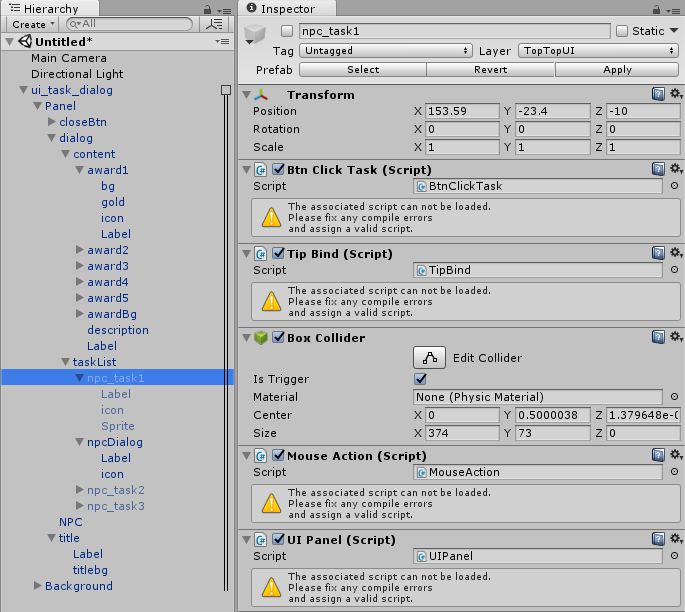 Hierarchy
Create
All
Untitled*
Main Camera
Directional Light
ui_task_dialog
Panel
closeBtn
dialog
content
award1
bg
gold
icon
Label
award2
award3
award4
award5
awardBg
description
Label
taskList
npc_task1
Label
icon
Sprite
npcDialog
Label
icon
npc_task2
npc_task3
NPC
title
Label
titlebg
Background
Inspector
npc_task1 Static
Tag Untagged Layer TopTopUI
Prefab Select Revert Apply
Transform
Position X 153.59 Y -23.4 Z -10
Rotation X 0 Y 0 Z 0
Scale X 1 Y 1 Z 1
Btn Click Task (Script)
Script BtnClickTask
The associated script can not be loaded.
Please fix any compile errors
and assign a valid script.
Tip Bind (Script)
Script TipBind
The associated script can not be loaded.
Please fix any compile errors
and assign a valid script.
Box Collider
Edit Collider
Is Trigger
Material None (Physic Material)
Center X 0 Y 0.5000038 Z 1.379648e-0
Size X 374 Y 73 Z 0
Mouse Action (Script)
Script MouseAction
The associated script can not be loaded.
Please fix any compile errors
and assign a valid script.
UI Panel (Script)
Script UIPanel
The associated script can not be loaded.
Please fix any compile errors
and assign a valid script.